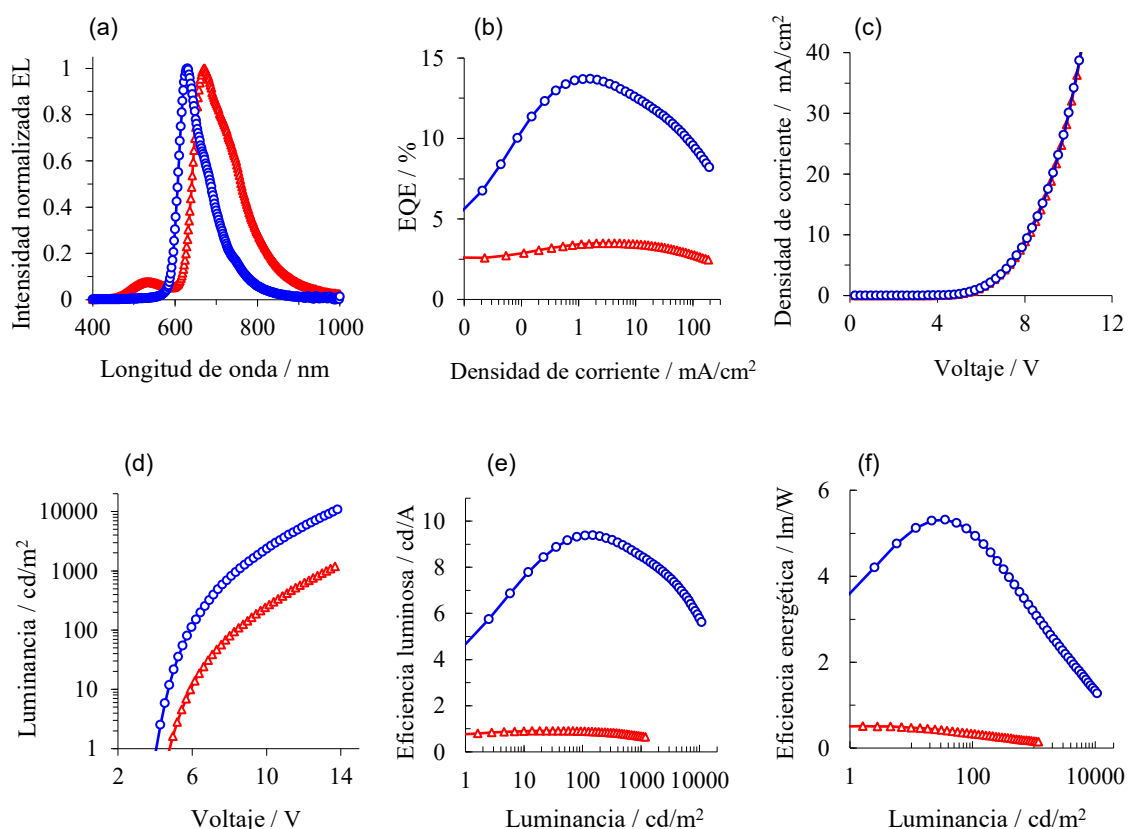 (a)
Intensidad normalizada EL
1
0.8
0.6
0.4
0.2
0
400 600 800 1000
Longitud de onda / nm
(b)
EQE / %
15
10
5
0
0 0 1 10 100
Densidad de corriente / mA/cm²
(c)
Densidad de corriente / mA/cm²
40
30
20
10
0
0 4 8 12
Voltaje / V
(d)
Luminancia / cd/m²
10000
1000
100
10
1
2 6 10 14
Voltaje / V
(e)
Eficiencia luminosa / cd/A
10
8
6
4
2
0
1 10 100 1000 10000
Luminancia / cd/m²
(f)
Eficiencia energética / lm/W
6
4
2
0
1 100 10000
Luminancia / cd/m²